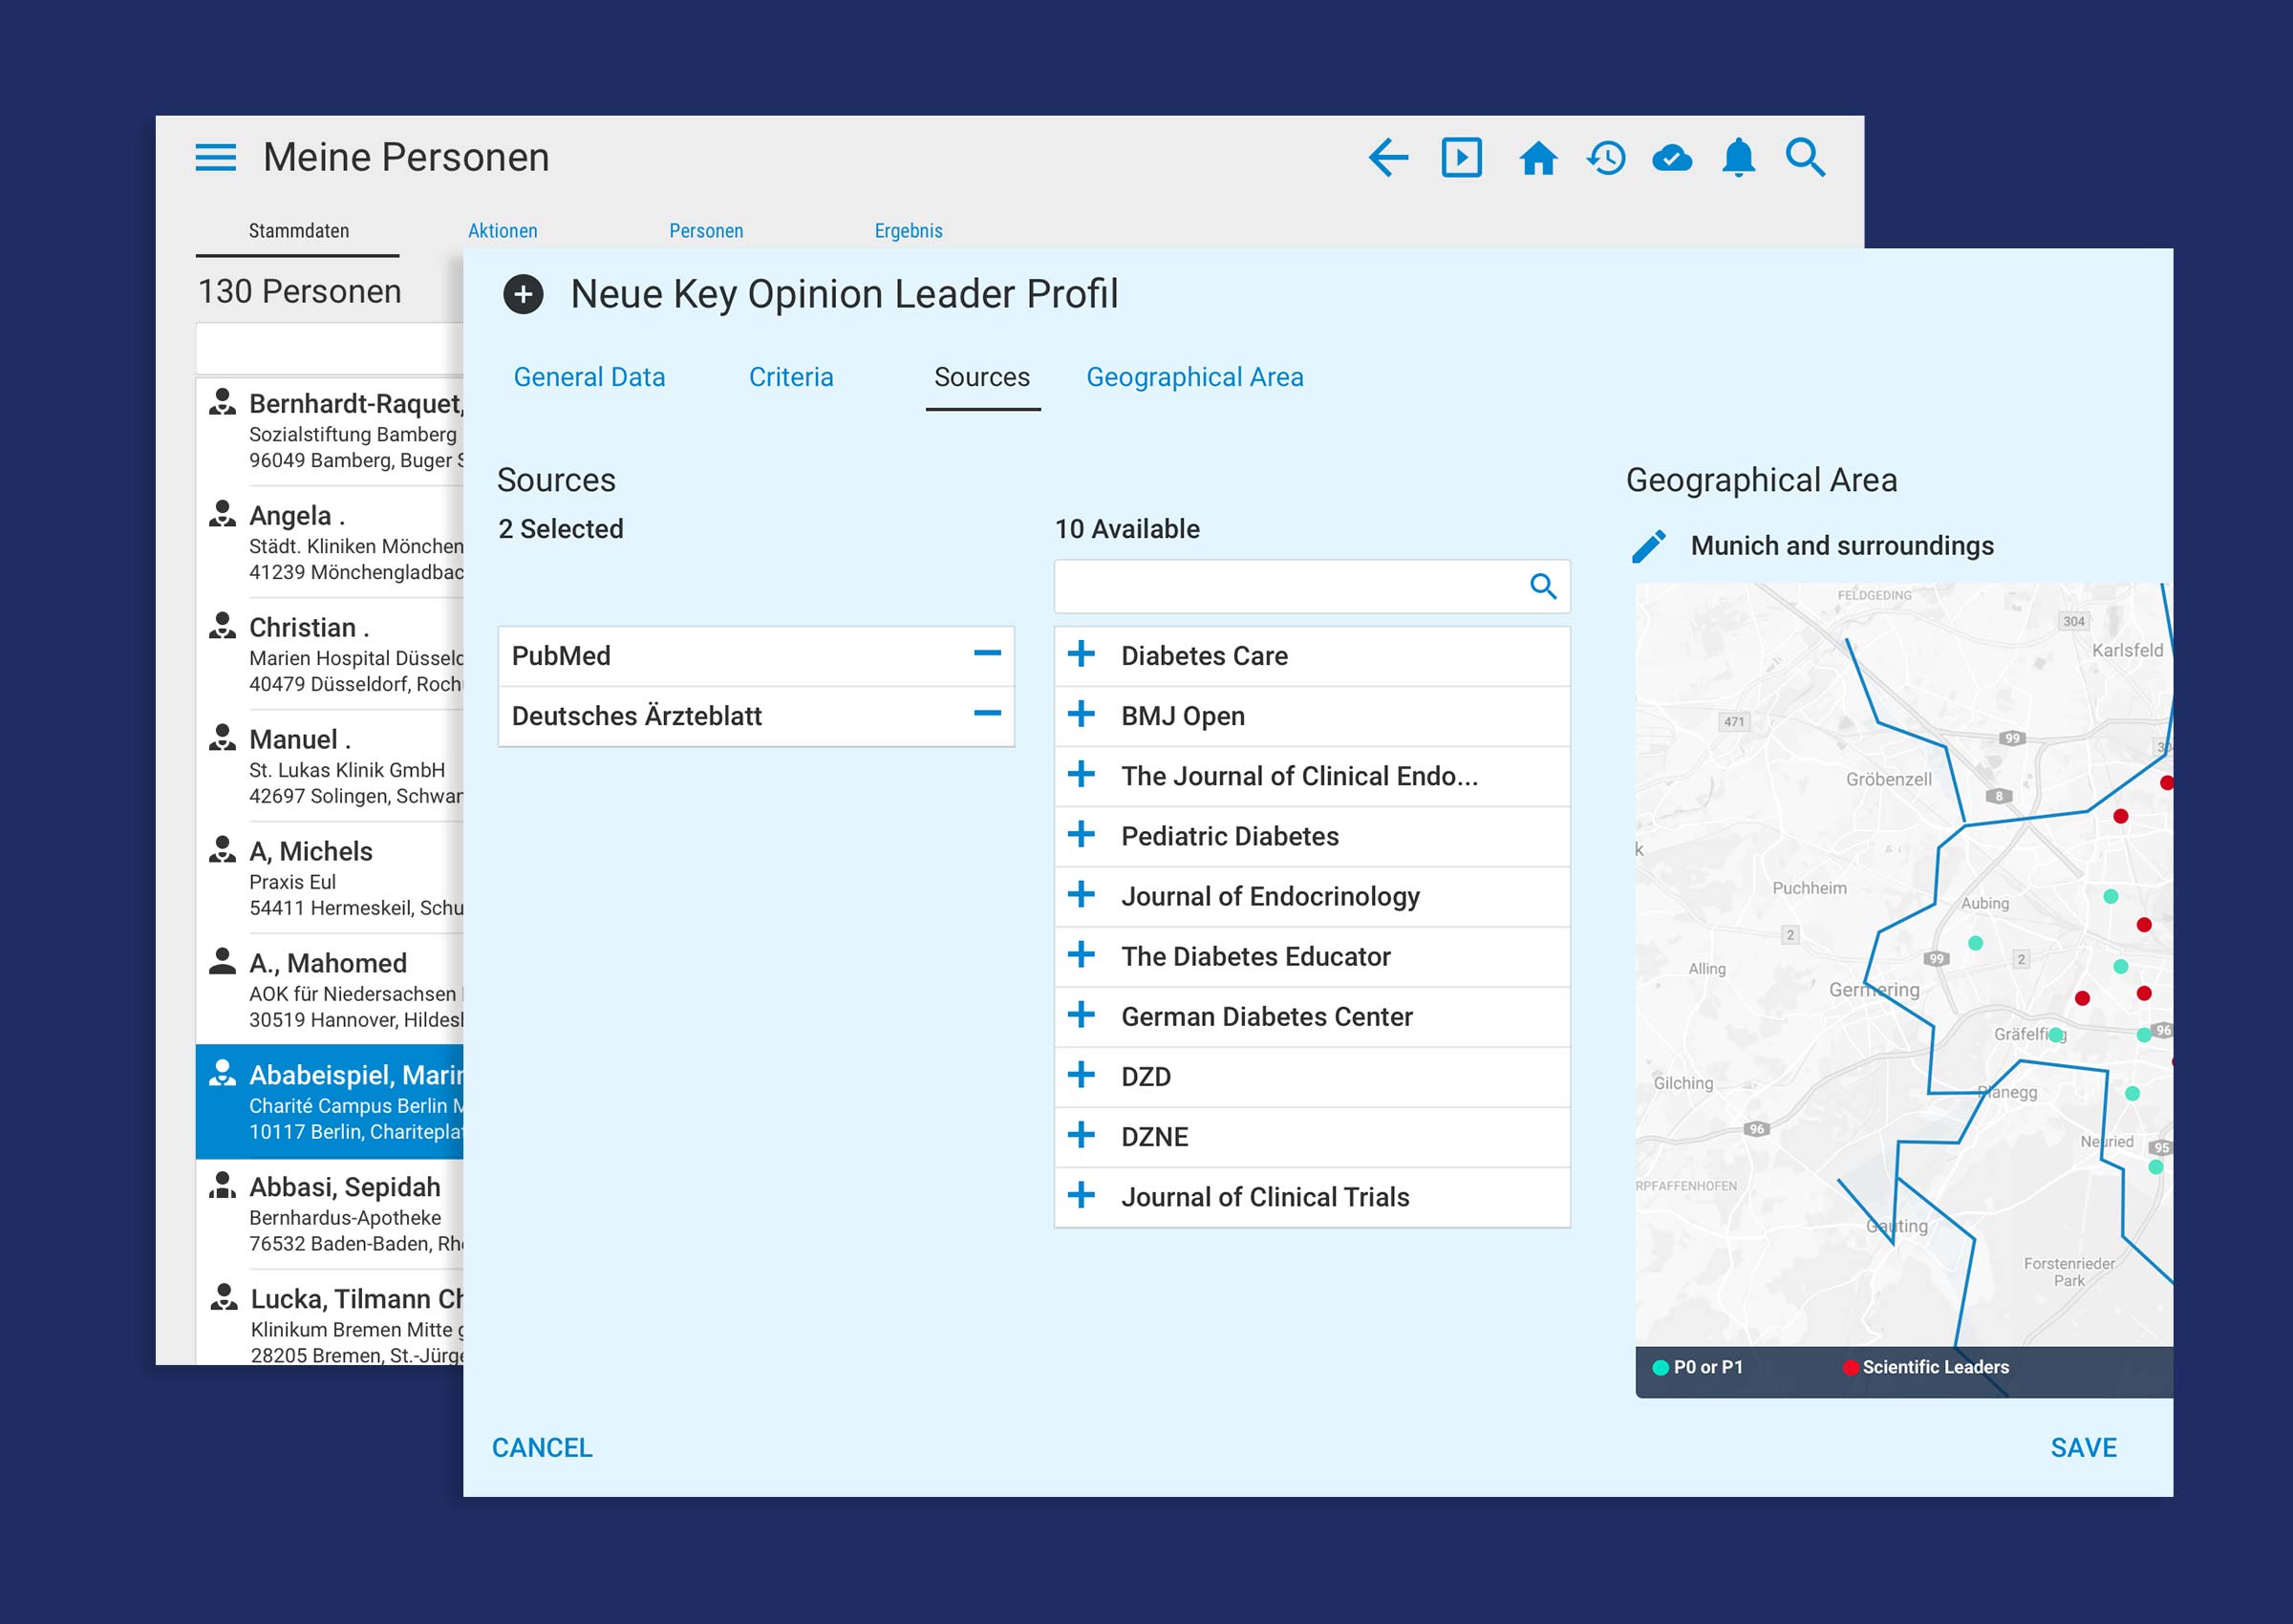 Meine Personen
Stammdaten
Aktionen
Personen
Ergebnis
130 Personen
Bernhardt-Raquet,
Sozialstiftung Bamberg
96049 Bamberg, Buger
Angela .
Städt. Kliniken Mönchen
41239 Mönchengladbac
Christian .
Marien Hospital Düsseld
40479 Düsseldorf, Roch
Manuel .
St. Lukas Klinik GmbH
42697 Solingen, Schwar
A, Michels
Praxis Eul
54411 Hermeskeil, Schu
A., Mahomed
AOK für Niedersachsen
30519 Hannover, Hildes
Ababeispiel, Marin
Charité Campus Berlin M
10117 Berlin, Chariteplat
Abbasi, Sepidah
Bernhardus-Apotheke
76532 Baden-Baden, Rhe
Lucka, Tilmann Ch
Klinikum Bremen Mitte g
28205 Bremen, St.-Jürge
Neue Key Opinion Leader Profil
General Data
Criteria
Sources
Geographical Area
Sources
2 Selected
PubMed
Deutsches Ärzteblatt
10 Available
Diabetes Care
BMJ Open
The Journal of Clinical Endo...
Pediatric Diabetes
Journal of Endocrinology
The Diabetes Educator
German Diabetes Center
DZD
DZNE
Journal of Clinical Trials
Geographical Area
Munich and surroundings
FELDGEDING
304
Karlsfeld
471
99
30
Gröbenzell
8
k
Puchheim
Aubing
2
99
2
Alling
Germering
Gräfelfing
96
Gilching
Planegg
96
Neuried
95
RPFAFFENHOFEN
Gauting
Forstenrieder
Park
P0 or P1
Scientific Leaders
CANCEL
SAVE